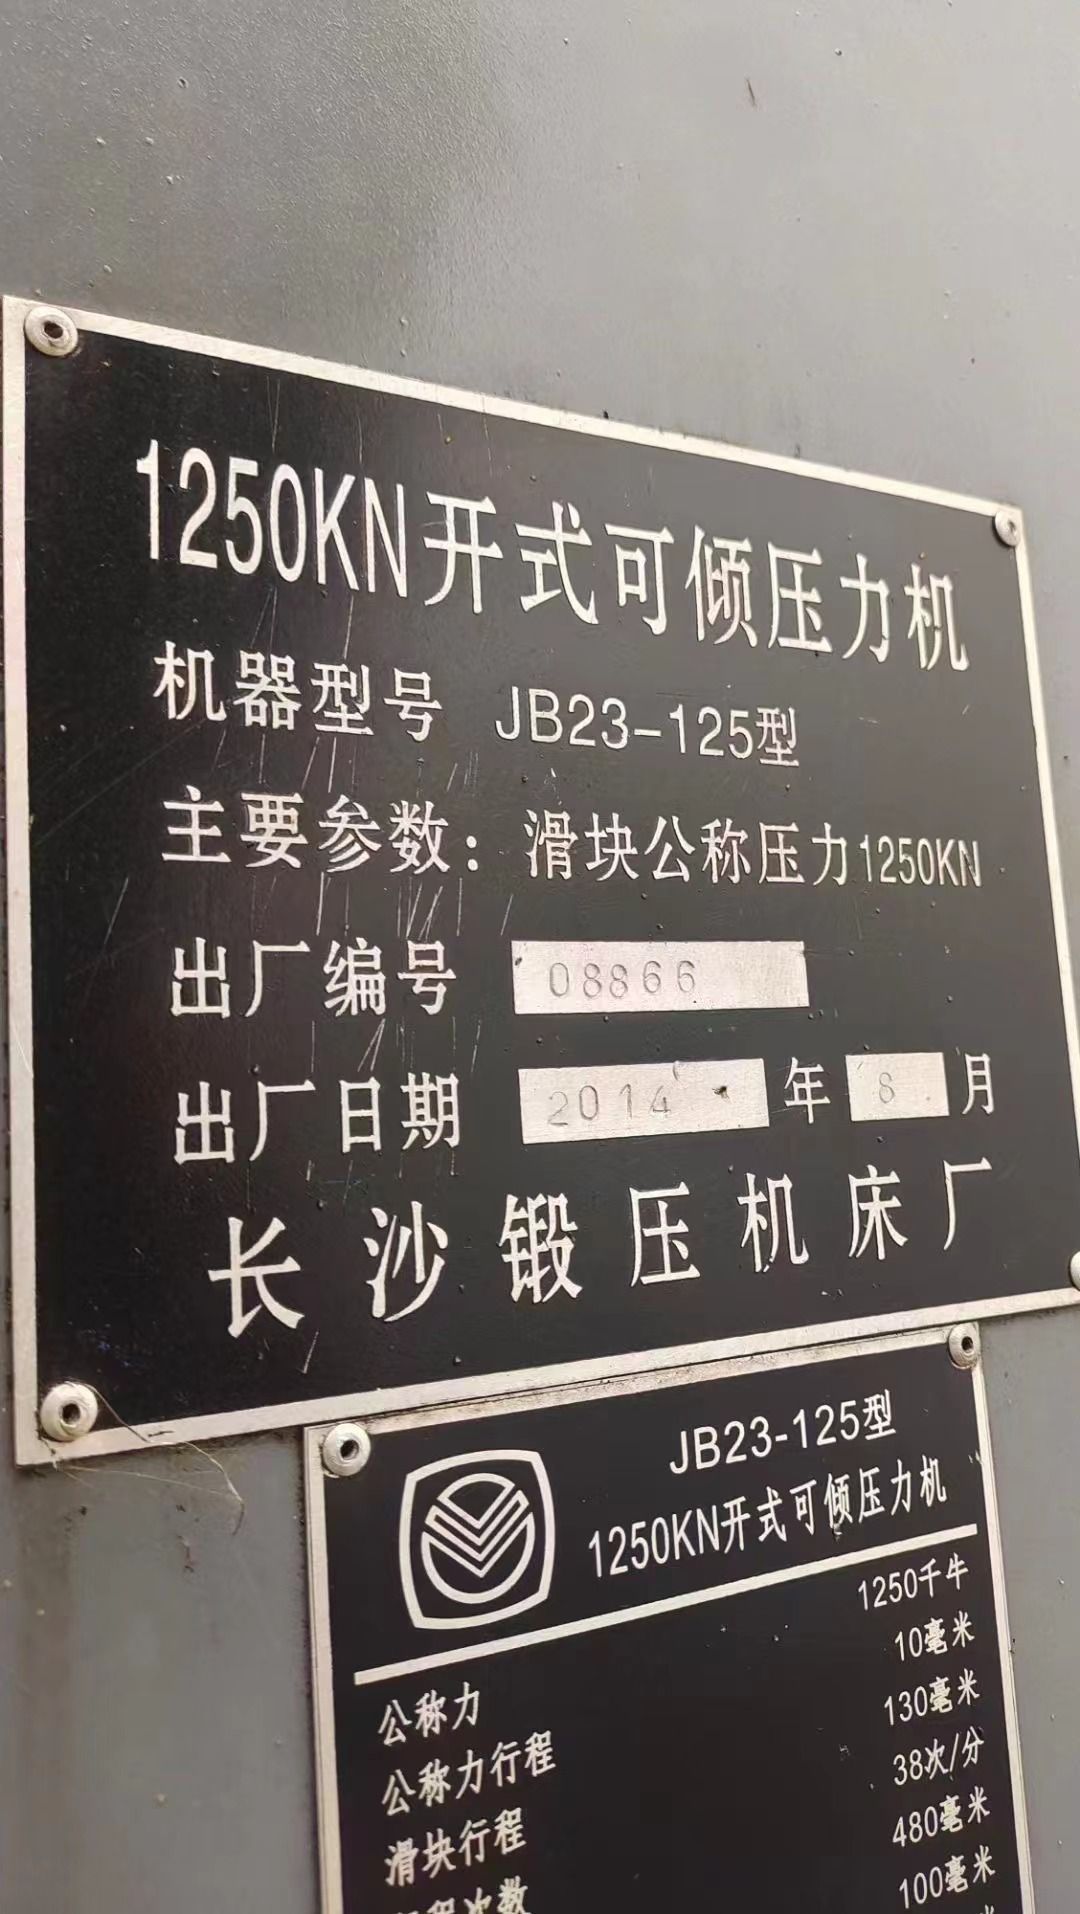 1250KN开式可倾压力机
机器型号 JB23-125型
主要参数：滑块公称压力1250KN
出厂编号 08866
出厂日期 2014 年 8 月
长沙锻压机床厂
JB23-125型
1250KN开式可倾压力机
公称力 1250千牛
公称力行程 10毫米
滑块行程 130毫米
行程次数 38次/分
480毫米
100毫米